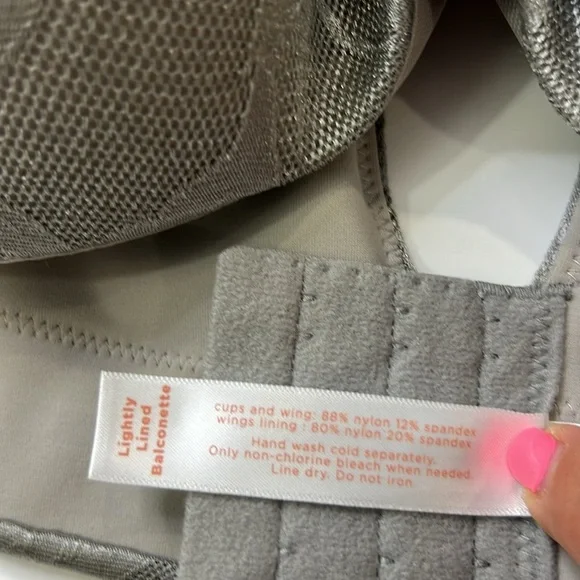 Lightly
Lined
Balconette
cups and wing: 88% nylon 12% spandex
wings lining : 80% nylon 20% spandex
Hand wash cold separately.
Only non-chlorine bleach when needed.
Line dry. Do not iron